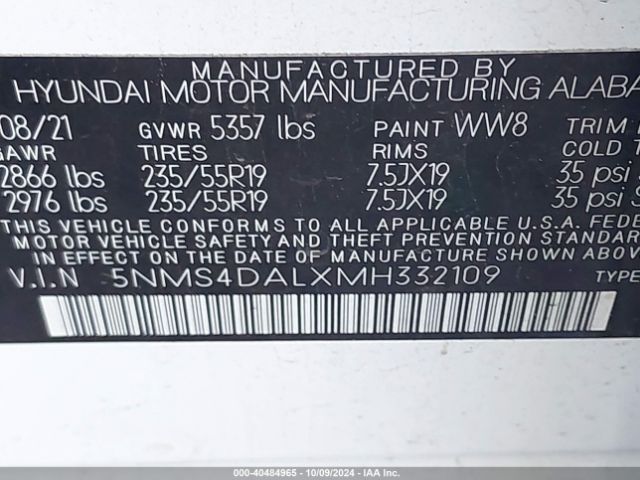 MANUFACTURED BY
HYUNDAI MOTOR MANUFACTURING ALABA
08/21 GVWR 5357 lbs PAINT WW8 TRIM
GAWR TIRES RIMS COLD T
2866 lbs 235/55R19 7.5JX19 35 psi
2976 lbs 235/55R19 7.5JX19 35 psi
THIS VEHICLE CONFORMS TO ALL APPLICABLE U.S.A. FEDE
MOTOR VEHICLE SAFETY AND THEFT PREVENTION STANDARDS
IN EFFECT ON THE DATE OF MANUFACTURE SHOWN ABOV
V.I.N 5NMS4DALXMH332109 TYPE
© - 40484965 - 10/09/2024 - IAA Inc.